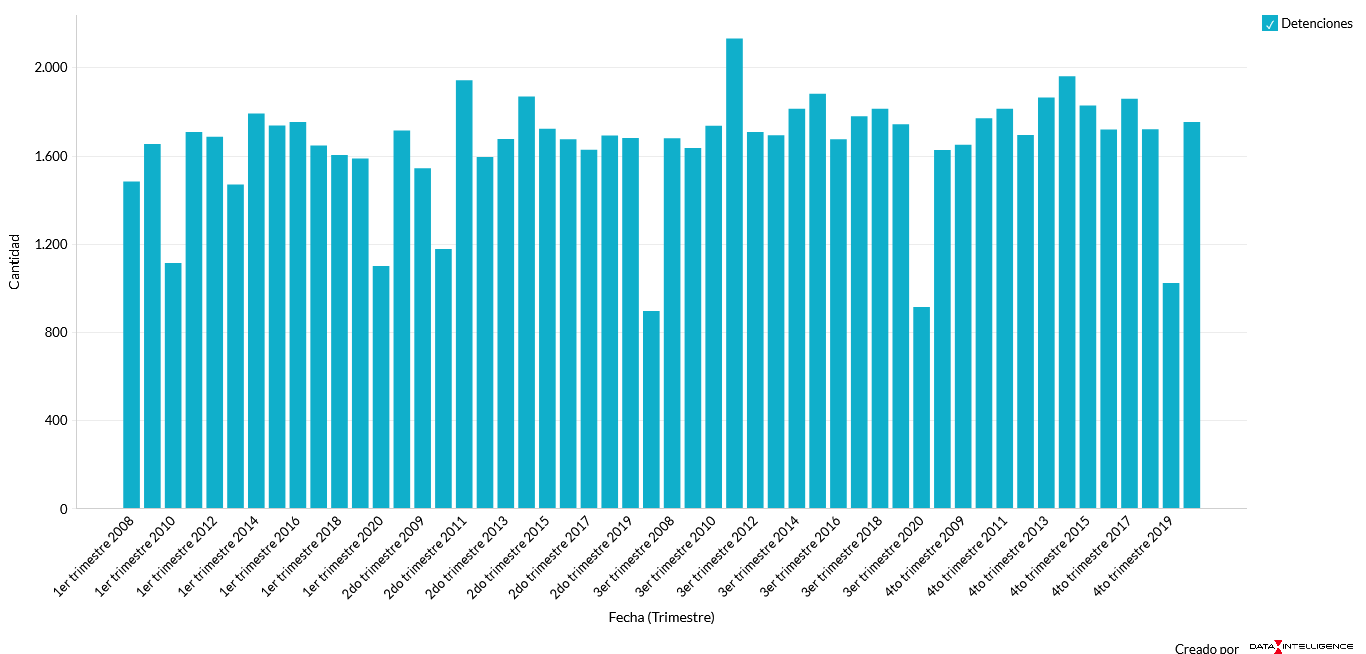 Detenciones
2.000
1.600
1.200
800
400
0
Cantidad
1er trimestre 2008
1er trimestre 2010
1er trimestre 2012
1er trimestre 2014
1er trimestre 2016
1er trimestre 2018
1er trimestre 2020
2do trimestre 2009
2do trimestre 2011
2do trimestre 2013
2do trimestre 2015
2do trimestre 2017
2do trimestre 2019
3er trimestre 2008
3er trimestre 2010
3er trimestre 2012
3er trimestre 2014
3er trimestre 2016
3er trimestre 2018
3er trimestre 2020
4to trimestre 2009
4to trimestre 2011
4to trimestre 2013
4to trimestre 2015
4to trimestre 2017
4to trimestre 2019
Fecha (Trimestre)
Creado por DATA INTELLIGENCE